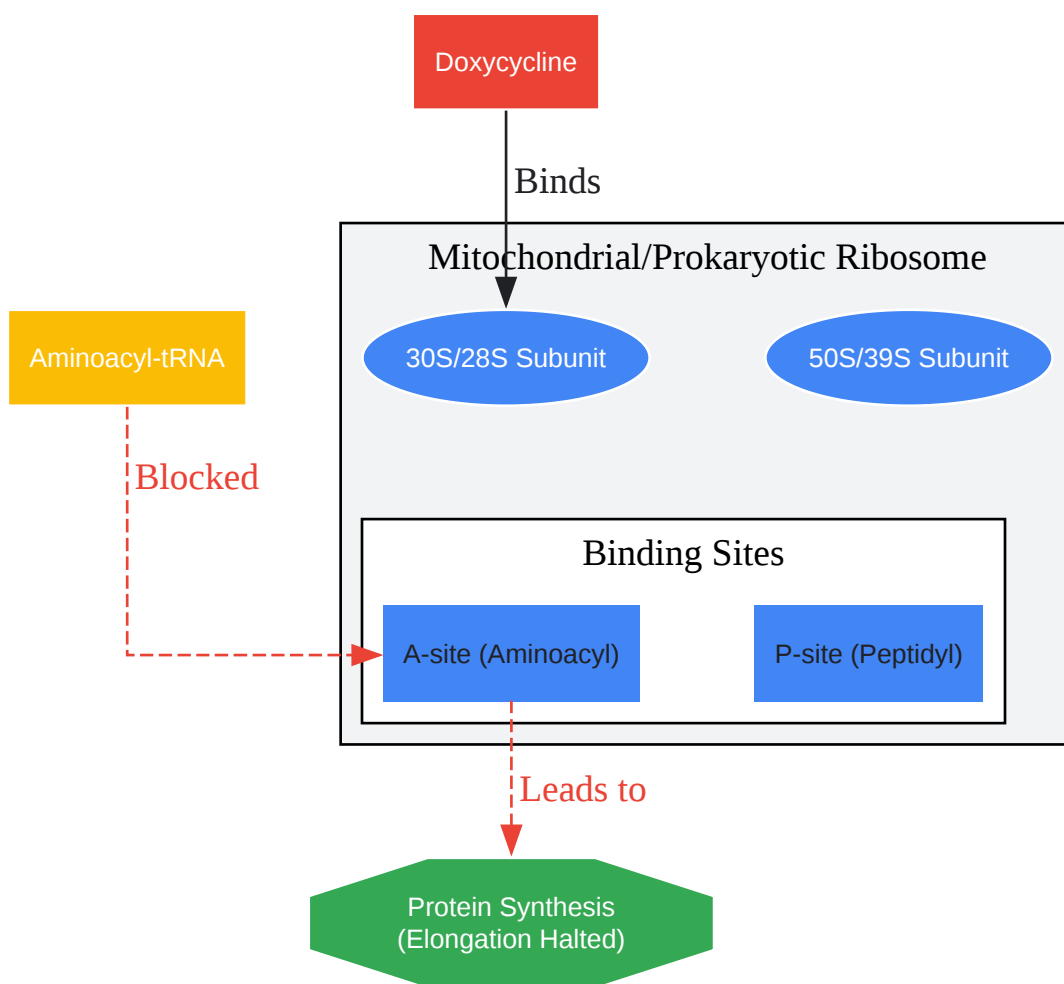 Doxycycline
Binds
Mitochondrial/Prokaryotic Ribosome
Aminoacyl-tRNA
30S/28S Subunit
50S/39S Subunit
Blocked
Binding Sites
A-site (Aminoacyl)
P-site (Peptidyl)
Leads to
Protein Synthesis
(Elongation Halted)